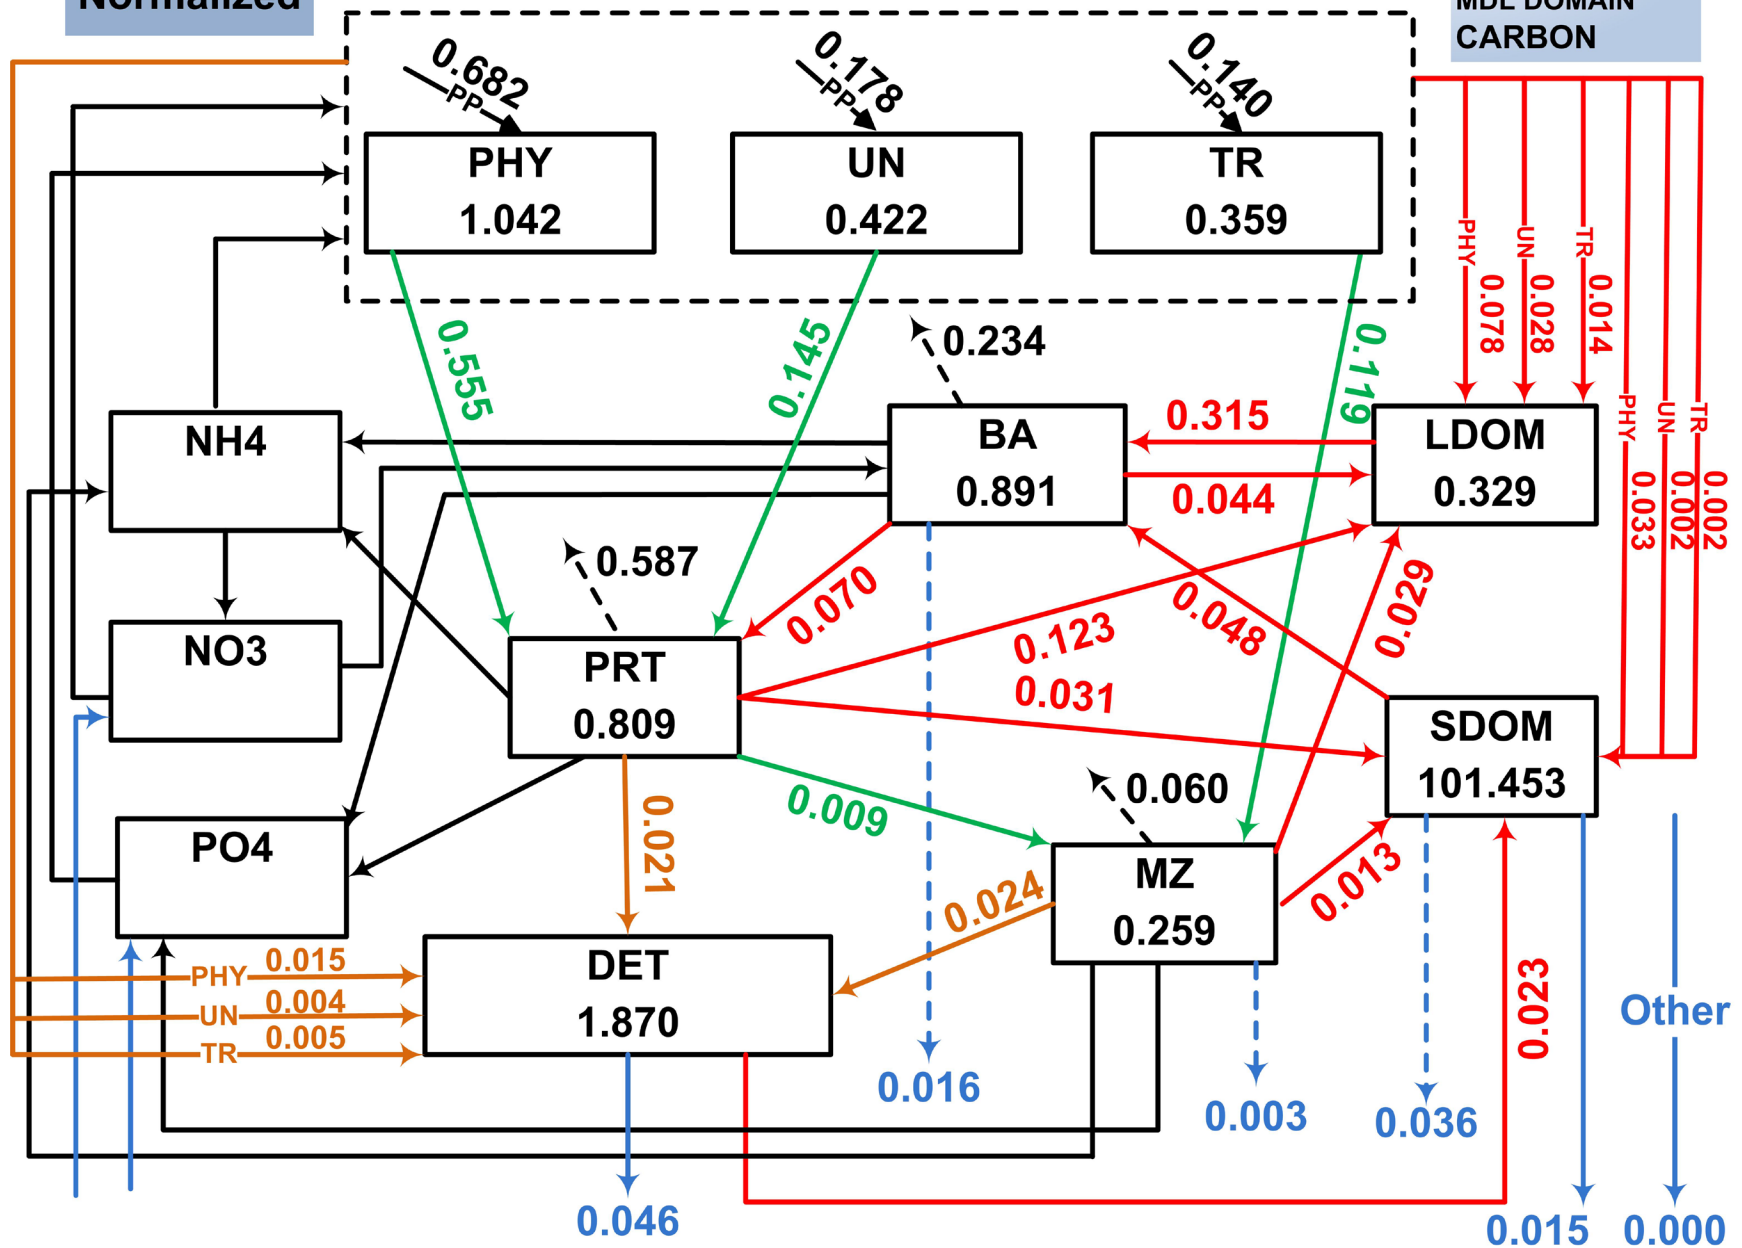 Normalized
MDL DOMAIN
CARBON
0.682
PP
0.178
PP
0.140
PP
PHY
1.042
UN
0.422
TR
0.359
PHY
0.078
UN
0.028
TR
0.014
0.555
0.145
0.234
0.119
PHY
0.033
UN
0.002
TR
0.002
NH4
BA
0.891
0.315
0.044
LDOM
0.329
0.587
0.070
0.123
0.048
0.029
0.031
NO3
PRT
0.809
SDOM
101.453
0.021
0.009
0.060
0.013
PO4
MZ
0.259
0.024
PHY
0.015
UN
0.004
TR
0.005
DET
1.870
0.023
Other
0.016
0.003
0.036
0.046
0.015
0.000